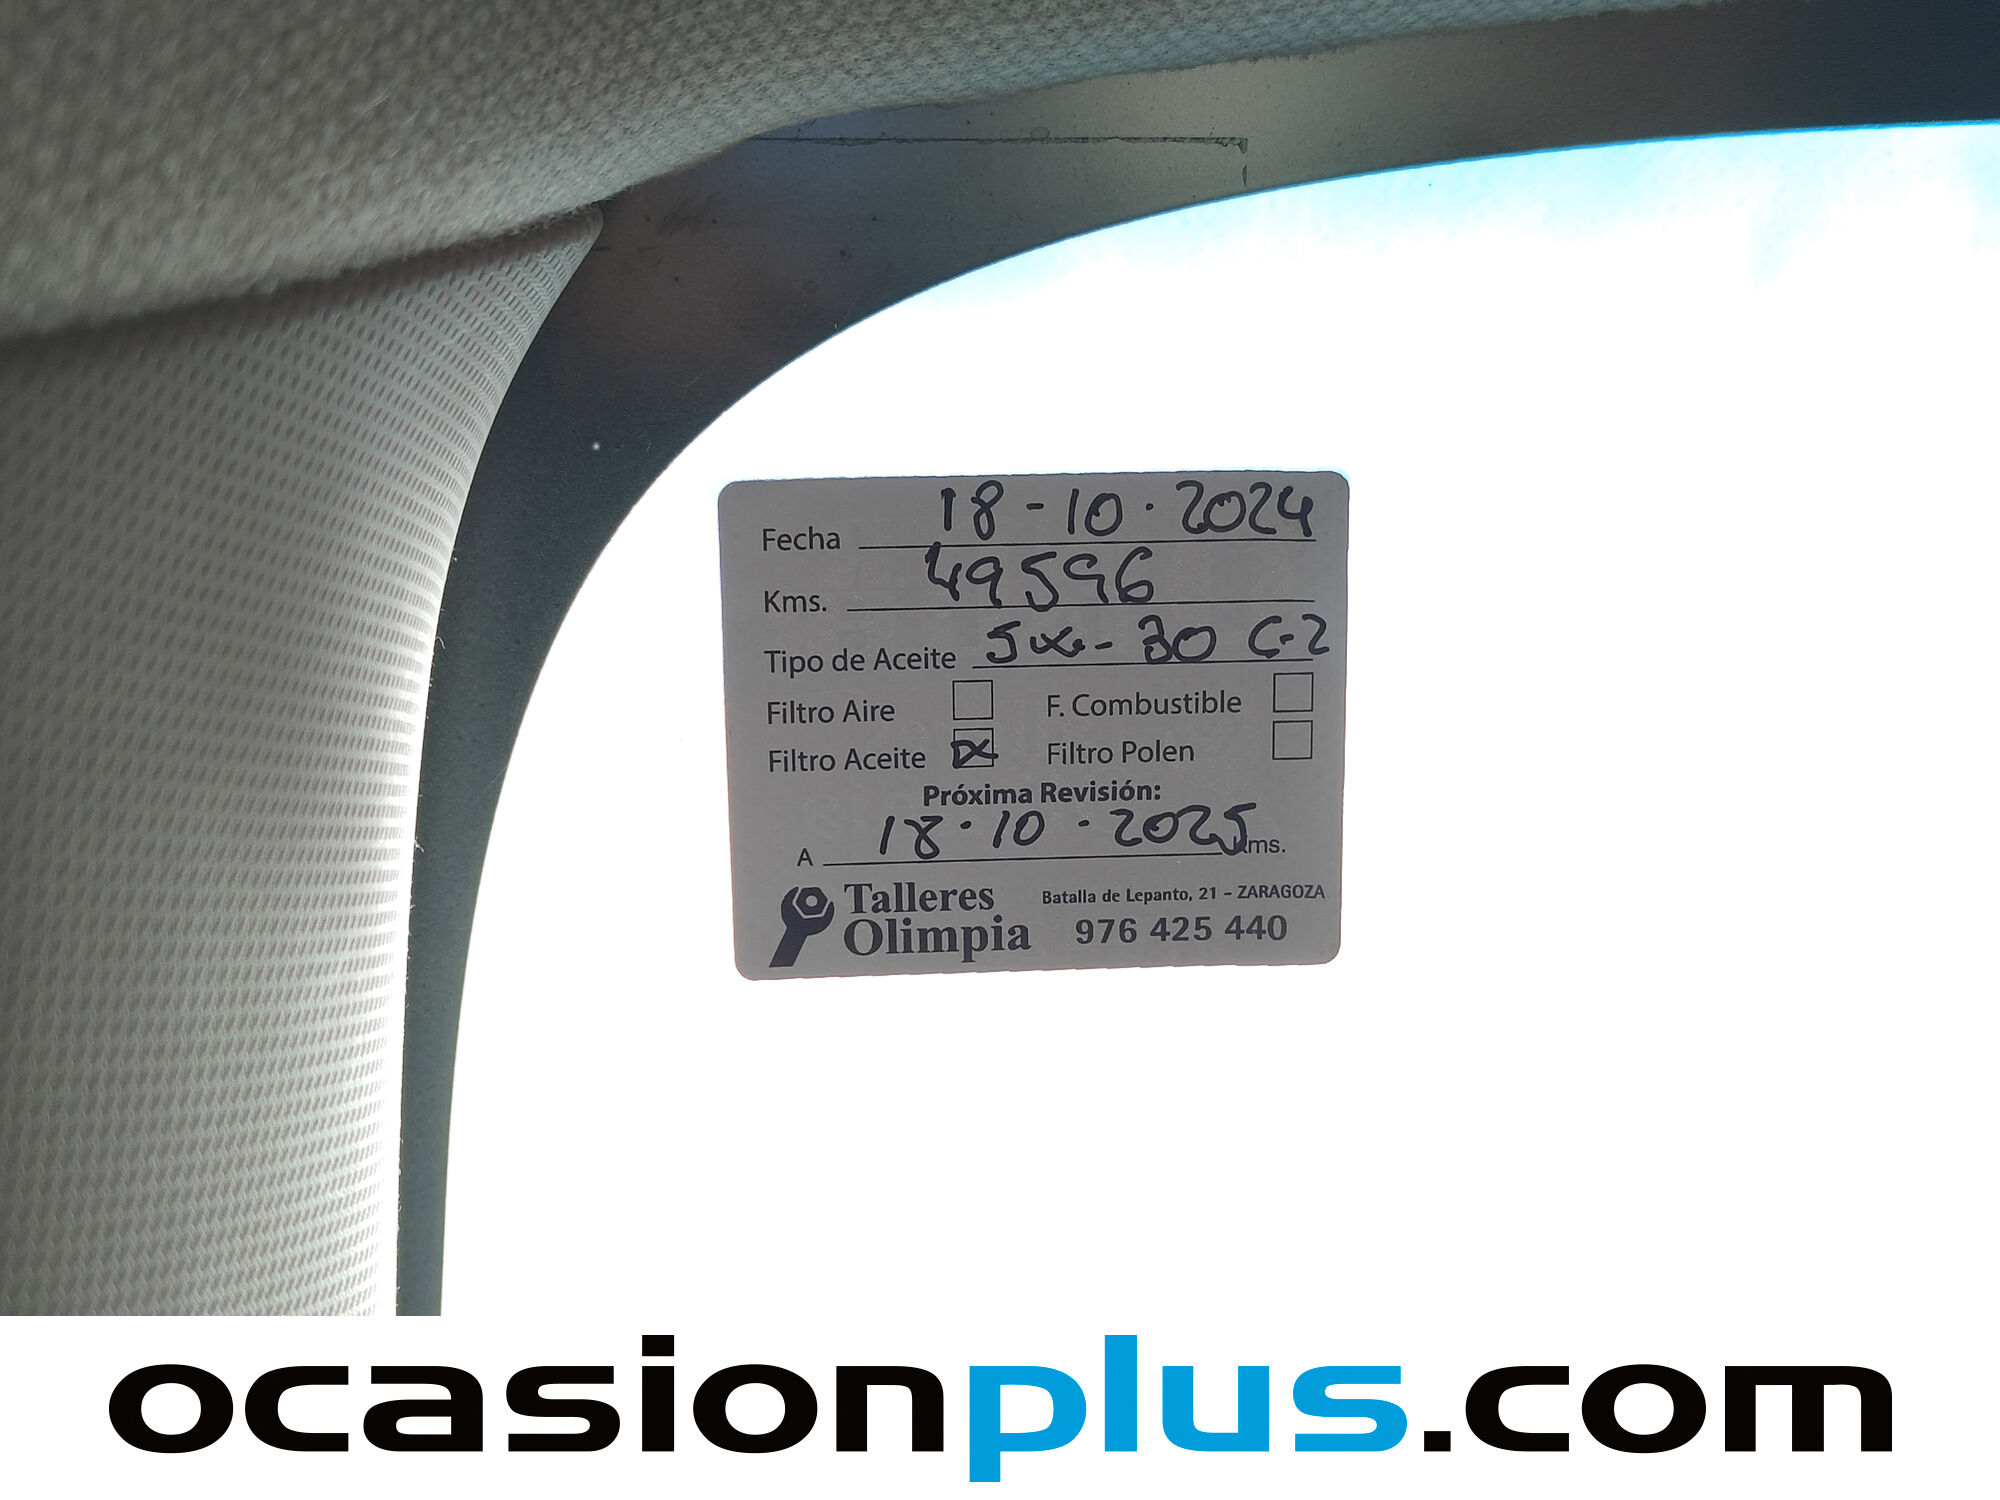 Fecha 18-10.2024
Kms. 49596
Tipo de Aceite 5W-30 C-2
Filtro Aire F. Combustible
Filtro Aceite X Filtro Polen
Próxima Revisión:
A 18.10.2025 Kms.
Talleres Olimpia
Batalla de Lepanto, 21 - ZARAGOZA
976 425 440
ocasionplus.com